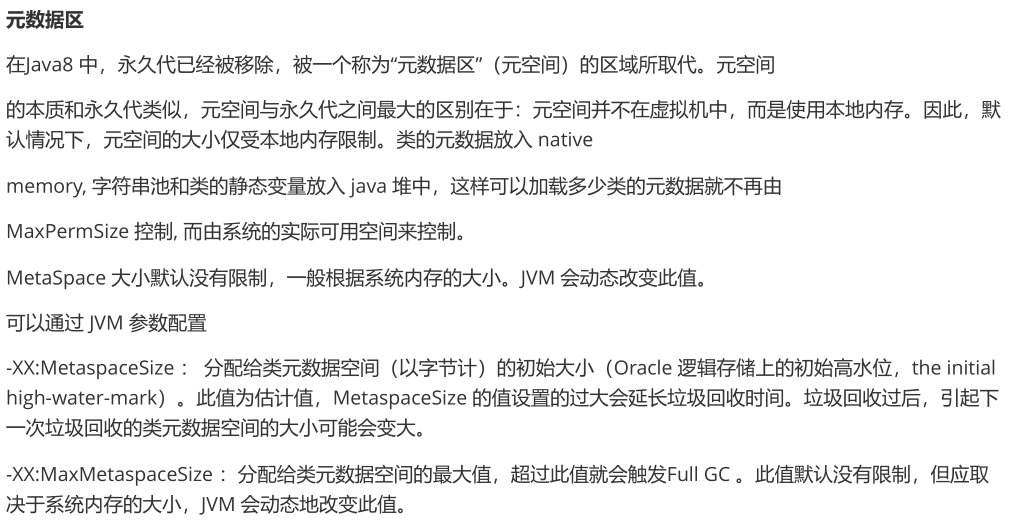 元数据区
在Java8 中，永久代已经被移除，被一个称为“元数据区”（元空间）的区域所取代。元空间
的本质和永久代类似，元空间与永久代之间最大的区别在于：元空间并不在虚拟机中，而是使用本地内存。因此，默
认情况下，元空间的大小仅受本地内存限制。类的元数据放入 native
memory, 字符串池和类的静态变量放入 java 堆中，这样可以加载多少类的元数据就不再由
MaxPermSize 控制, 而由系统的实际可用空间来控制。
MetaSpace 大小默认没有限制，一般根据系统内存的大小。JVM 会动态改变此值。
可以通过 JVM 参数配置
-XX:MetaspaceSize ： 分配给类元数据空间（以字节计）的初始大小（Oracle 逻辑存储上的初始高水位，the initial
high-water-mark）。此值为估计值，MetaspaceSize 的值设置的过大会延长垃圾回收时间。垃圾回收过后，引起下
一次垃圾回收的类元数据空间的大小可能会变大。
-XX:MaxMetaspaceSize ：分配给类元数据空间的最大值，超过此值就会触发Full GC 。此值默认没有限制，但应取
决于系统内存的大小，JVM 会动态地改变此值。